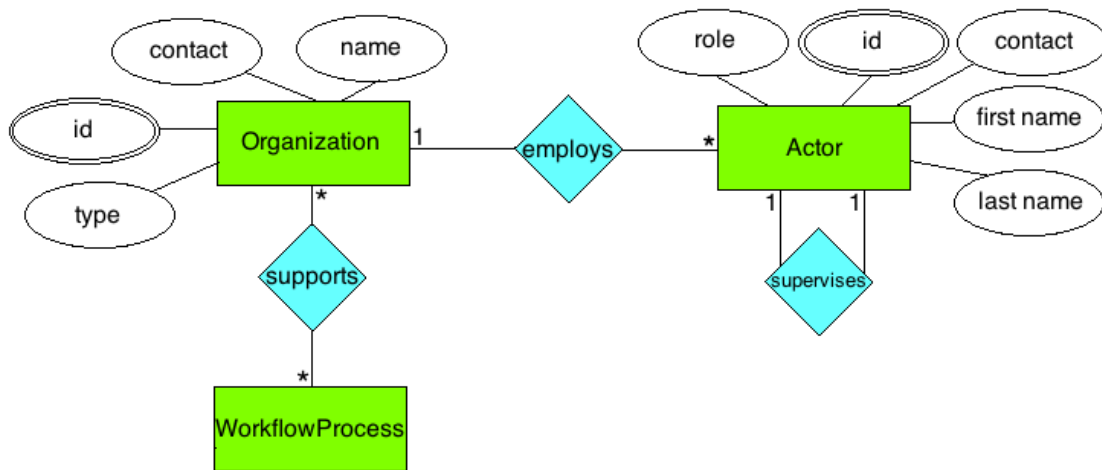 contact
name
role
id
contact
id
Organization
1
employs
*
Actor
first name
type
*
1
1
last name
supports
supervises
*
WorkflowProcess